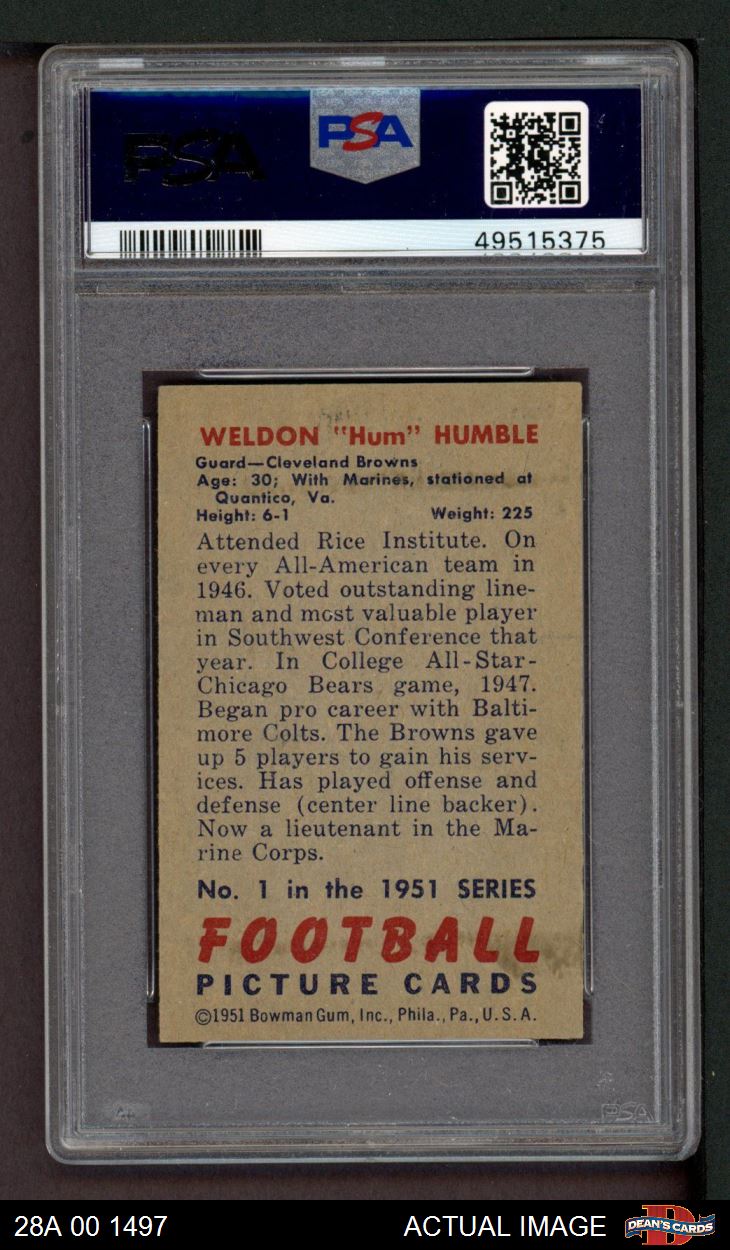 PSA
PSA
49515375
WELDON "Hum" HUMBLE
Guard—Cleveland Browns
Age: 30; With Marines, stationed at
Quantico, Va.
Height: 6-1 Weight: 225
Attended Rice Institute. On
every All-American team in
1946. Voted outstanding line-
man and most valuable player
in Southwest Conference that
year. In College All-Star-
Chicago Bears game, 1947.
Began pro career with Balti-
more Colts. The Browns gave
up 5 players to gain his serv-
ices. Has played offense and
defense (center line backer).
Now a lieutenant in the Ma-
rine Corps.
No. 1 in the 1951 SERIES
FOOTBALL
PICTURE CARDS
©1951 Bowman Gum, Inc., Phila., Pa., U.S.A.
PSA
28A 00 1497 ACTUAL IMAGE DEAN'S CARDS